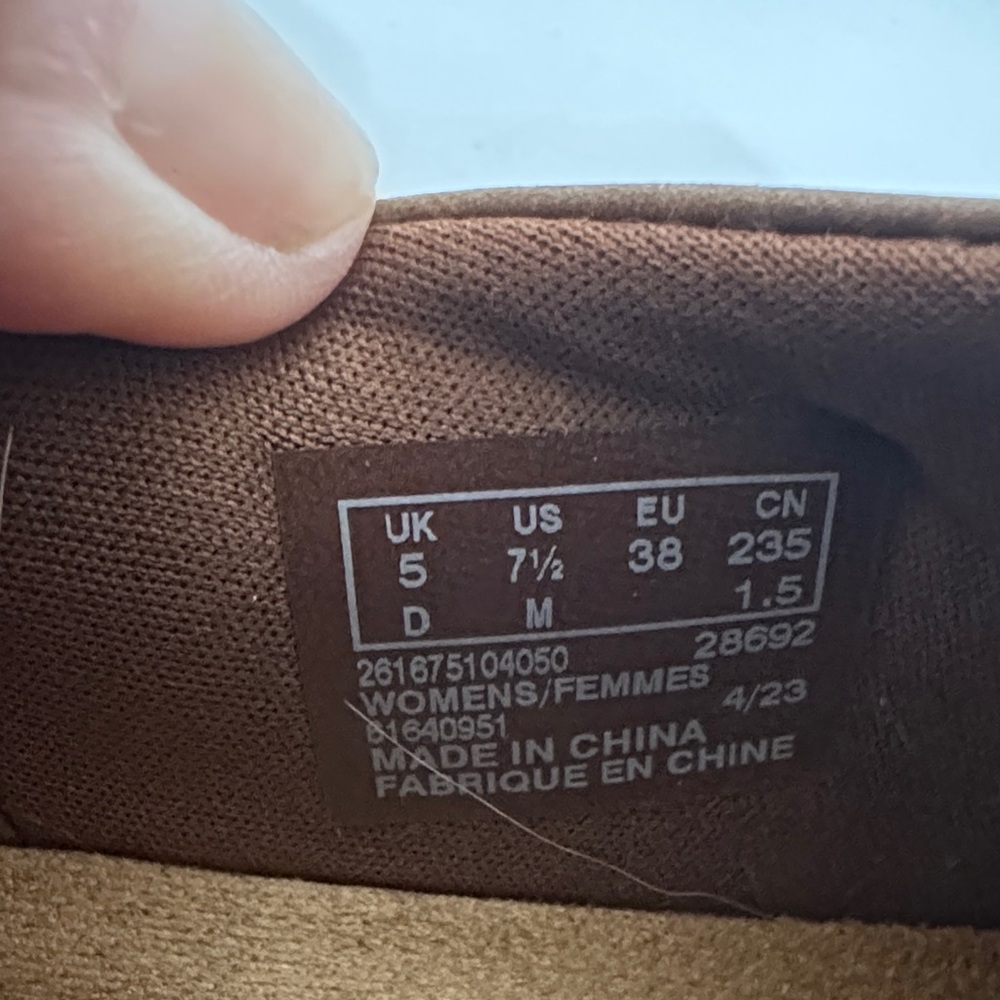 UK US EU CN
5 7½ 38 235
D M 1.5
261675104050 28692
WOMENS/FEMMES 4/23
61640951
MADE IN CHINA
FABRIQUE EN CHINE